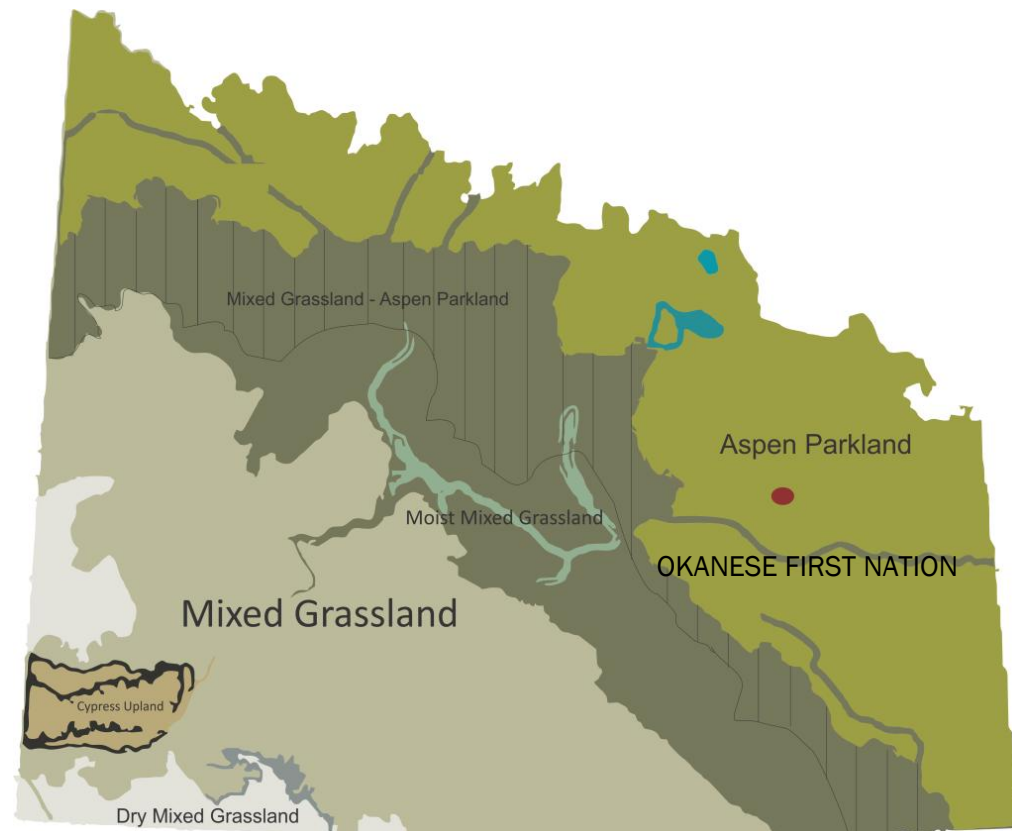 Mixed Grassland - Aspen Parkland
Aspen Parkland
Moist Mixed Grassland
OKANESE FIRST NATION
Mixed Grassland
Cypress Upland
Dry Mixed Grassland